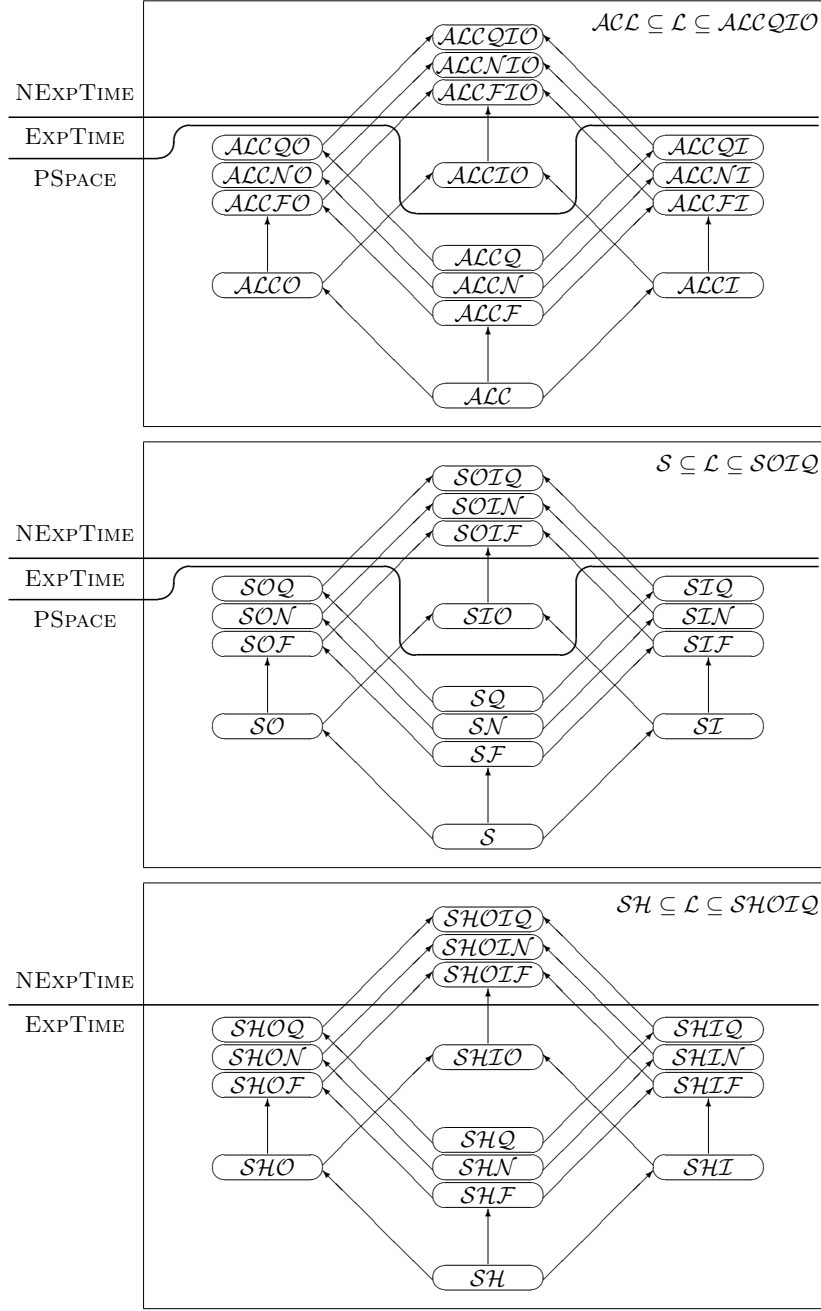 𝒜𝒞ℒ ⊆ ℒ ⊆ 𝒜ℒ𝒞𝒬ℐ𝒪
𝒜ℒ𝒞𝒬ℐ𝒪
𝒜ℒ𝒞𝒩ℐ𝒪
NEXPTIME
𝒜ℒ𝒞ℱℐ𝒪
EXPTIME
𝒜ℒ𝒞𝒬𝒪 𝒜ℒ𝒞𝒬ℐ
PSPACE
𝒜ℒ𝒞𝒩𝒪 𝒜ℒ𝒞ℐ𝒪 𝒜ℒ𝒞𝒩ℐ
𝒜ℒ𝒞ℱ𝒪 𝒜ℒ𝒞ℱℐ
𝒜ℒ𝒞𝒬
𝒜ℒ𝒞𝒪 𝒜ℒ𝒞𝒩 𝒜ℒ𝒞ℐ
𝒜ℒ𝒞ℱ
𝒜ℒ𝒞
𝒮 ⊆ ℒ ⊆ 𝒮𝒪ℐ𝒬
𝒮𝒪ℐ𝒬
𝒮𝒪ℐ𝒩
NEXPTIME
𝒮𝒪ℐℱ
EXPTIME
𝒮𝒪𝒬 𝒮ℐ𝒬
PSPACE
𝒮𝒪𝒩 𝒮ℐ𝒪 𝒮ℐ𝒩
𝒮𝒪ℱ 𝒮ℐℱ
𝒮𝒬
𝒮𝒪 𝒮𝒩 𝒮ℐ
𝒮ℱ
𝒮
𝒮ℋ ⊆ ℒ ⊆ 𝒮ℋ𝒪ℐ𝒬
𝒮ℋ𝒪ℐ𝒬
𝒮ℋ𝒪ℐ𝒩
NEXPTIME
𝒮ℋ𝒪ℐℱ
EXPTIME
𝒮ℋ𝒪𝒬 𝒮ℋℐ𝒬
𝒮ℋ𝒪𝒩 𝒮ℋℐ𝒪 𝒮ℋℐ𝒩
𝒮ℋ𝒪ℱ 𝒮ℋℐℱ
𝒮ℋ𝒬
𝒮ℋ𝒪 𝒮ℋ𝒩 𝒮ℋℐ
𝒮ℋℱ
𝒮ℋ